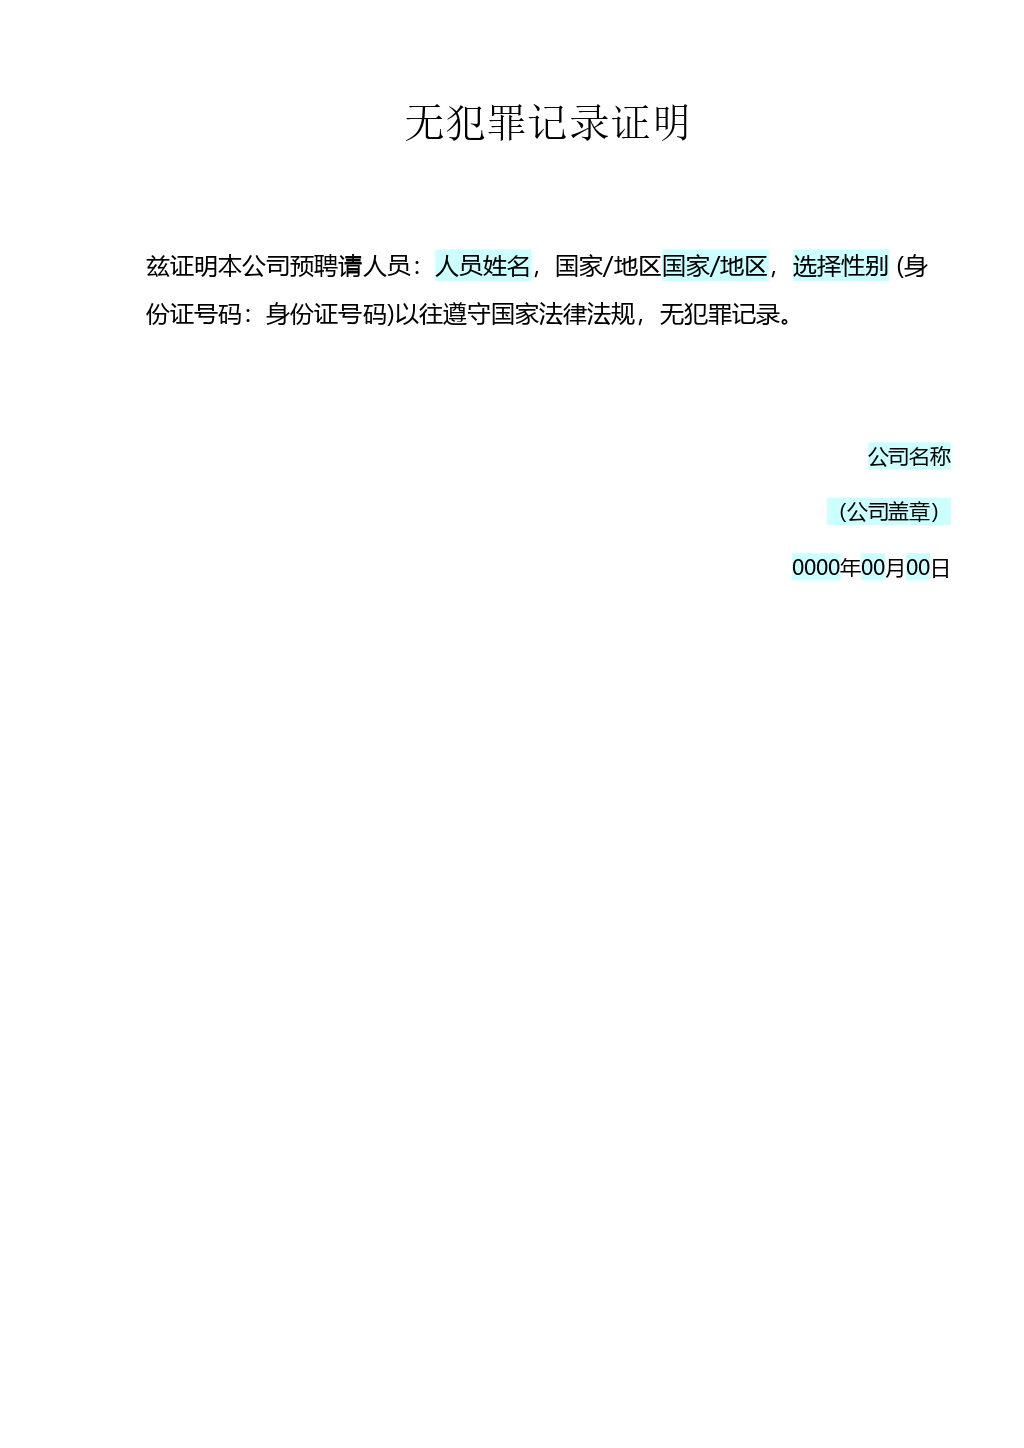 无犯罪记录证明
兹证明本公司预聘请人员：人员姓名，国家/地区国家/地区，选择性别 (身
份证号码：身份证号码)以往遵守国家法律法规，无犯罪记录。
公司名称
（公司盖章）
0000年00月00日